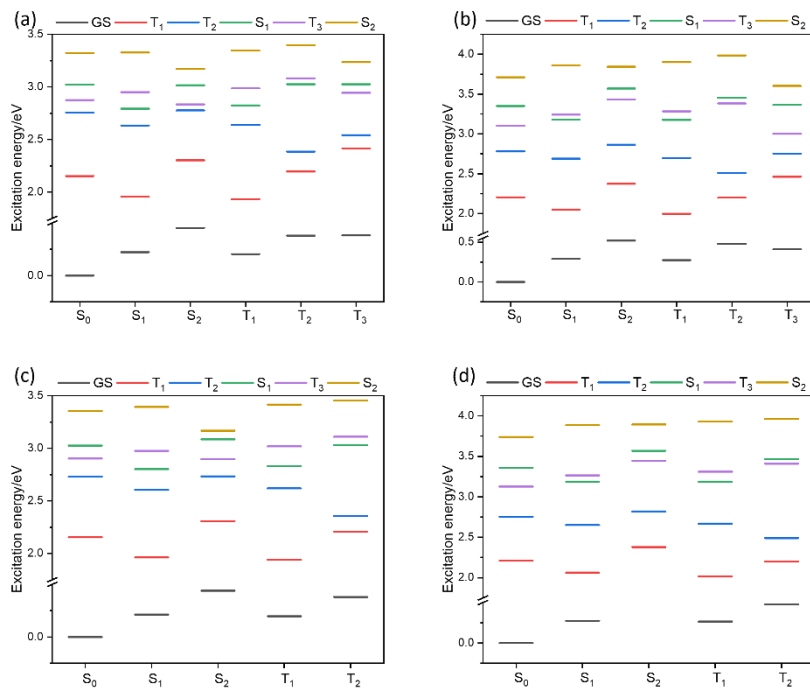 (a)
GS T₁ T₂ S₁ T₃ S₂
Excitation energy/eV
3.5
3.0
2.5
2.0
0.0
S₀ S₁ S₂ T₁ T₂ T₃
(b)
GS T₁ T₂ S₁ T₃ S₂
Excitation energy/eV
4.0
3.5
3.0
2.5
2.0
0.5
0.0
S₀ S₁ S₂ T₁ T₂ T₃
(c)
GS T₁ T₂ S₁ T₃ S₂
Excitation energy/eV
3.5
3.0
2.5
2.0
0.0
S₀ S₁ S₂ T₁ T₂
(d)
GS T₁ T₂ S₁ T₃ S₂
Excitation energy/eV
4.0
3.5
3.0
2.5
2.0
0.0
S₀ S₁ S₂ T₁ T₂